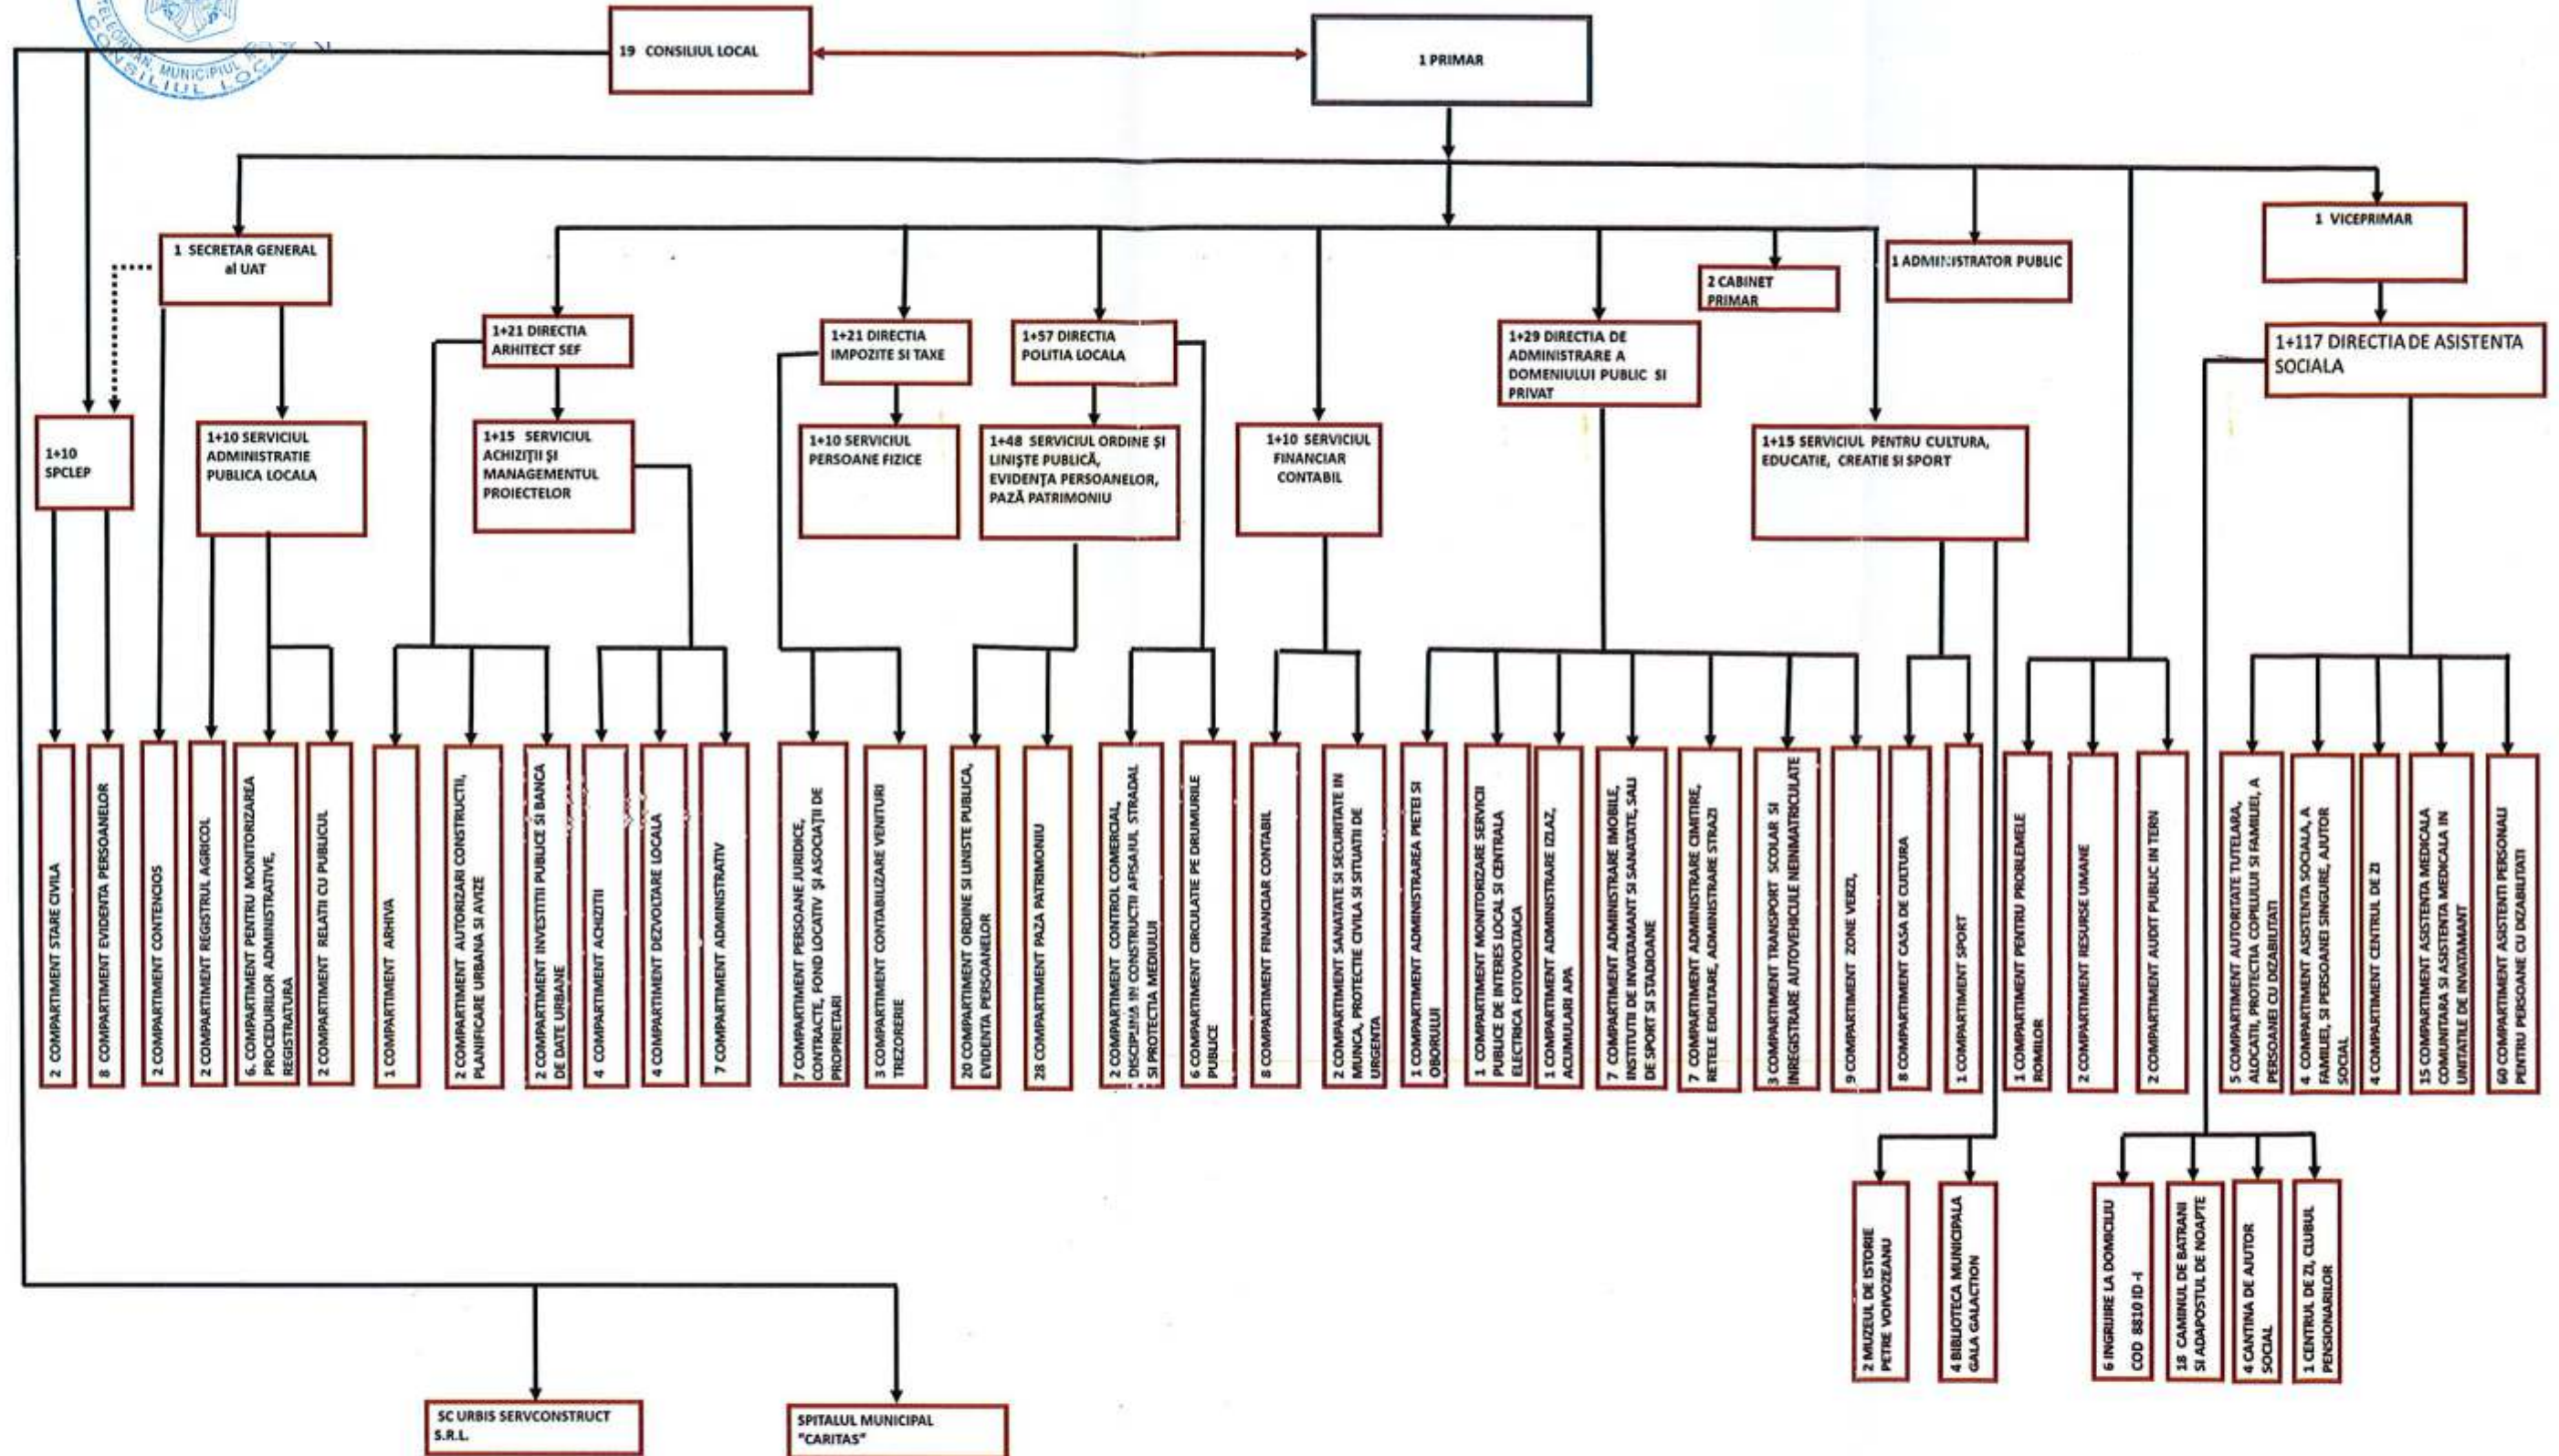 TELEORMAN, MUNICIPIUL
CONSILIUL LOCAL
19 CONSILIUL LOCAL
1 PRIMAR
1 SECRETAR GENERAL
al UAT
1 ADMINISTRATOR PUBLIC
1 VICEPRIMAR
2 CABINET
PRIMAR
1+21 DIRECTIA
ARHITECT SEF
1+21 DIRECTIA
IMPOZITE SI TAXE
1+57 DIRECTIA
POLITIA LOCALA
1+29 DIRECTIA DE
ADMINISTRARE A
DOMENIULUI PUBLIC SI
PRIVAT
1+117 DIRECTIA DE ASISTENTA
SOCIALA
1+10
SPCLEP
1+10 SERVICIUL
ADMINISTRATIE
PUBLICA LOCALA
1+15 SERVICIUL
ACHIZIŢII ŞI
MANAGEMENTUL
PROIECTELOR
1+10 SERVICIUL
PERSOANE FIZICE
1+48 SERVICIUL ORDINE ŞI
LINIŞTE PUBLICĂ,
EVIDENŢA PERSOANELOR,
PAZĂ PATRIMONIU
1+10 SERVICIUL
FINANCIAR
CONTABIL
1+15 SERVICIUL PENTRU CULTURA,
EDUCATIE, CREATIE SI SPORT
2 COMPARTIMENT STARE CIVILA
8 COMPARTIMENT EVIDENTA PERSOANELOR
2 COMPARTIMENT CONTENCIOS
2 COMPARTIMENT REGISTRUL AGRICOL
6. COMPARTIMENT PENTRU MONITORIZAREA
PROCEDURILOR ADMINISTRATIVE,
REGISTRATURA
2 COMPARTIMENT RELATII CU PUBLICUL
1 COMPARTIMENT ARHIVA
2 COMPARTIMENT AUTORIZARI CONSTRUCTII,
PLANIFICARE URBANA SI AVIZE
2 COMPARTIMENT INVESTITII PUBLICE SI BANCA
DE DATE URBANE
4 COMPARTIMENT ACHIZITII
4 COMPARTIMENT DEZVOLTARE LOCALA
7 COMPARTIMENT ADMINISTRATIV
7 COMPARTIMENT PERSOANE JURIDICE,
CONTRACTE, FOND LOCATIV ŞI ASOCIAŢII DE
PROPRIETARI
3 COMPARTIMENT CONTABILIZARE VENITURI
TREZORERIE
20 COMPARTIMENT ORDINE SI LINISTE PUBLICA,
EVIDENTA PERSOANELOR
28 COMPARTIMENT PAZA PATRIMONIU
2 COMPARTIMENT CONTROL COMERCIAL,
DISCIPLINA IN CONSTRUCTII AFISAJUL STRADAL
SI PROTECTIA MEDIULUI
6 COMPARTIMENT CIRCULATIE PE DRUMURILE
PUBLICE
8 COMPARTIMENT FINANCIAR CONTABIL
2 COMPARTIMENT SANATATE SI SECURITATE IN
MUNCA, PROTECTIE CIVILA SI SITUATII DE
URGENTA
1 COMPARTIMENT ADMINISTRAREA PIETEI SI
OBORULUI
1 COMPARTIMENT MONITORIZARE SERVICII
PUBLICE DE INTERES LOCAL SI CENTRALA
ELECTRICA FOTOVOLTAICA
1 COMPARTIMENT ADMINISTRARE IZLAZ,
ACUMULARI APA
7 COMPARTIMENT ADMINISTRARE IMOBILE,
INSTITUTII DE INVATAMANT SI SANATATE, SALI
DE SPORT SI STADIOANE
7 COMPARTIMENT ADMINISTRARE CIMITIRE,
RETELE EDILITARE, ADMINISTRARE STRAZI
3 COMPARTIMENT TRANSPORT SCOLAR SI
INREGISTRARE AUTOVEHICULE NEINMATRICULATE
9 COMPARTIMENT ZONE VERZI,
8 COMPARTIMENT CASA DE CULTURA
1 COMPARTIMENT SPORT
1 COMPARTIMENT PENTRU PROBLEMELE
ROMILOR
2 COMPARTIMENT RESURSE UMANE
2 COMPARTIMENT AUDIT PUBLIC INTERN
5 COMPARTIMENT AUTORITATE TUTELARA,
ALOCATII, PROTECTIA COPILULUI SI FAMILIEI, A
PERSOANEI CU DIZABILITATI
4 COMPARTIMENT ASISTENTA SOCIALA, A
FAMILIEI, SI PERSOANEI SINGURE, AJUTOR
SOCIAL
4 COMPARTIMENT CENTRUL DE ZI
15 COMPARTIMENT ASISTENTA MEDICALA
COMUNITARA SI ASISTENTA MEDICALA IN
UNITATILE DE INVATAMANT
60 COMPARTIMENT ASISTENTI PERSONALI
PENTRU PERSOANE CU DIZABILITATI
2 MUZEUL DE ISTORIE
PETRE VOIVOZEANU
4 BIBLIOTECA MUNICIPALA
GALA GALACTION
6 INGRIJIRE LA DOMICILIU
COD 8810 ID -I
18 CAMINUL DE BATRANI
SI ADAPOSTUL DE NOAPTE
4 CANTINA DE AJUTOR
SOCIAL
1 CENTRUL DE ZI, CLUBUL
PENSIONARILOR
SC URBIS SERVCONSTRUCT
S.R.L.
SPITALUL MUNICIPAL
"CARITAS"